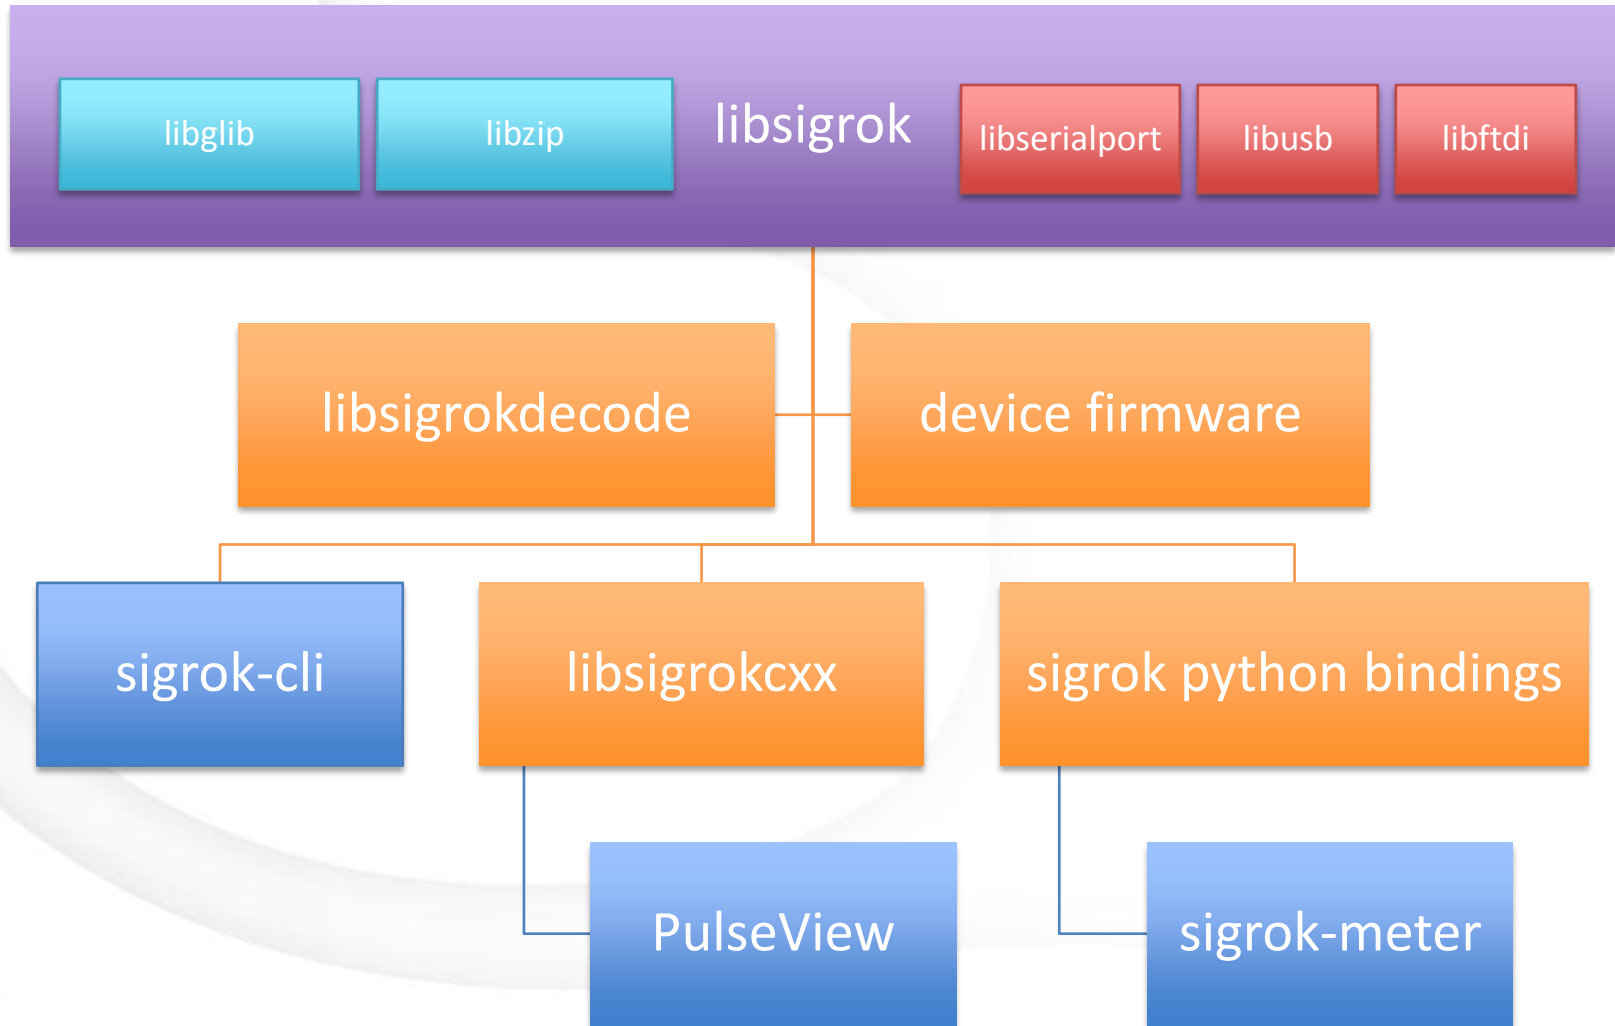 libglib
libzip
libsigrok
libserialport
libusb
libftdi
libsigrokdecode
device firmware
sigrok-cli
libsigrokcxx
sigrok python bindings
PulseView
sigrok-meter